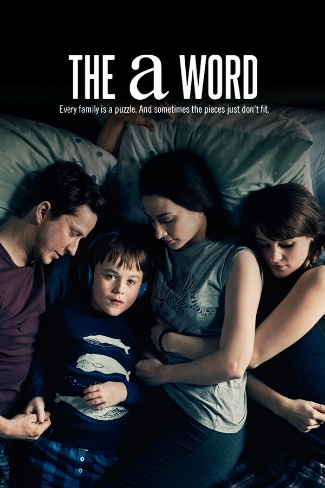 THE a WORD
Every family is a puzzle. And sometimes the pieces just don't fit.